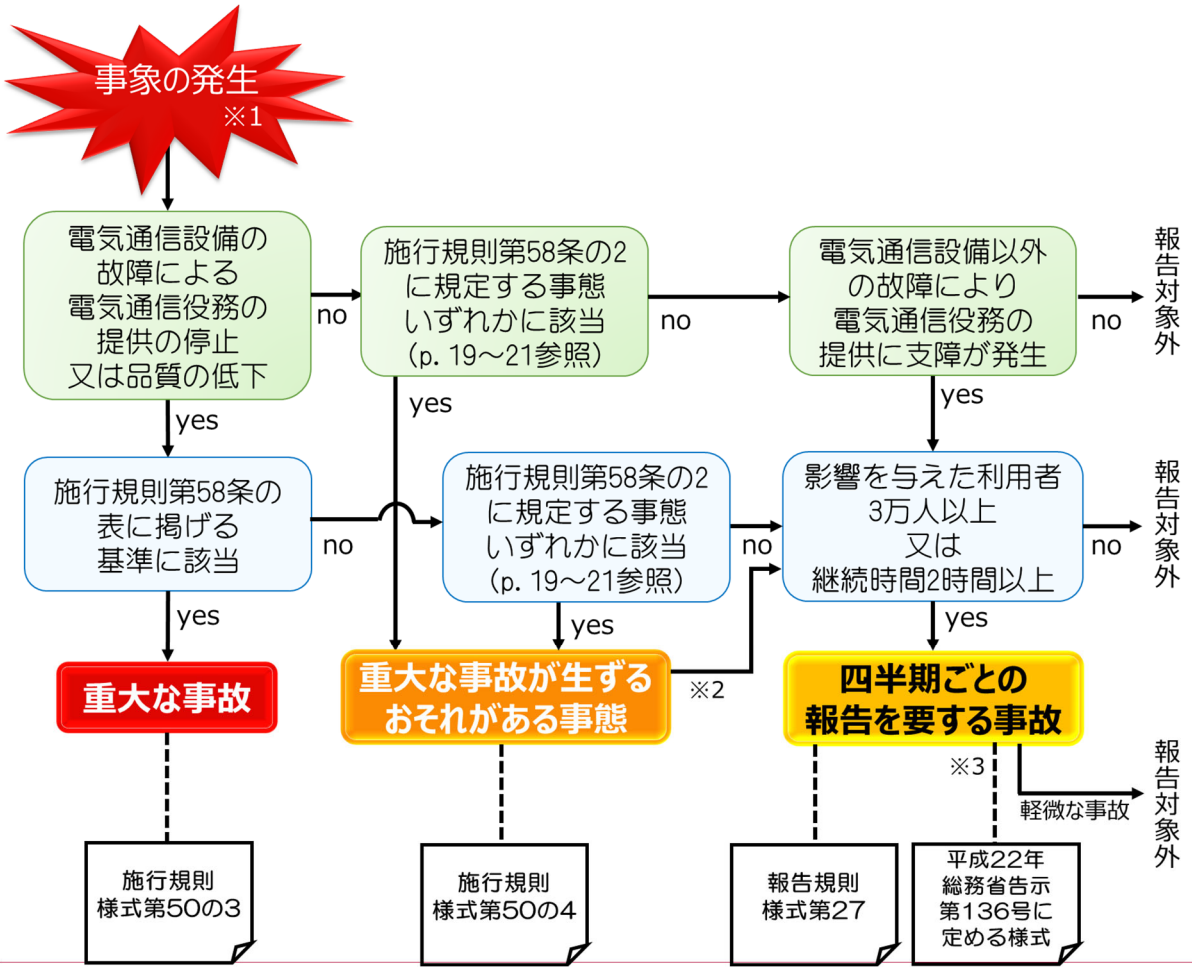 事象の発生
※1
電気通信設備の
故障による
電気通信役務の
提供の停止
又は品質の低下
no
施行規則第58条の2
に規定する事態
いずれかに該当
(p.19～21参照)
no
電気通信設備以外
の故障により
電気通信役務の
提供に支障が発生
no
報告対象外
yes
yes
yes
施行規則第58条の
表に掲げる
基準に該当
no
施行規則第58条の2
に規定する事態
いずれかに該当
(p.19～21参照)
no
影響を与えた利用者
3万人以上
又は
継続時間2時間以上
no
報告対象外
yes
yes
yes
重大な事故
重大な事故が生ずる
おそれがある事態
※2
四半期ごとの
報告を要する事故
※3
軽微な事故
報告対象外
施行規則
様式第50の3
施行規則
様式第50の4
報告規則
様式第27
平成22年
総務省告示
第136号に
定める様式